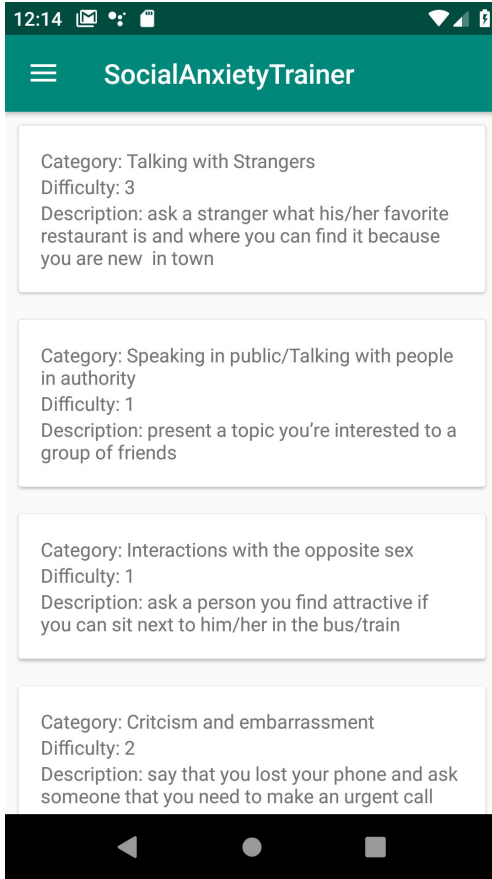 12:14
SocialAnxietyTrainer
Category: Talking with Strangers
Difficulty: 3
Description: ask a stranger what his/her favorite
restaurant is and where you can find it because
you are new  in town
Category: Speaking in public/Talking with people
in authority
Difficulty: 1
Description: present a topic you’re interested to a
group of friends
Category: Interactions with the opposite sex
Difficulty: 1
Description: ask a person you find attractive if
you can sit next to him/her in the bus/train
Category: Critcism and embarrassment
Difficulty: 2
Description: say that you lost your phone and ask
someone that you need to make an urgent call